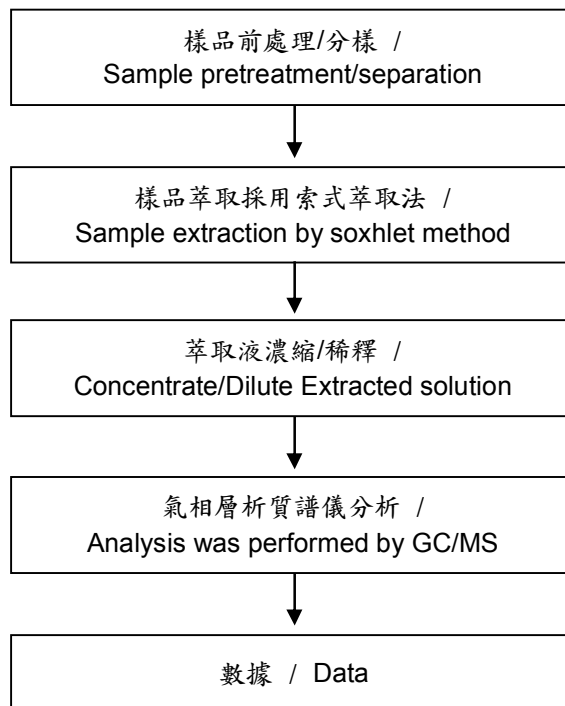 樣品前處理/分樣 /
Sample pretreatment/separation
樣品萃取採用索式萃取法 /
Sample extraction by soxhlet method
萃取液濃縮/稀釋 /
Concentrate/Dilute Extracted solution
氣相層析質譜儀分析 /
Analysis was performed by GC/MS
數據 / Data